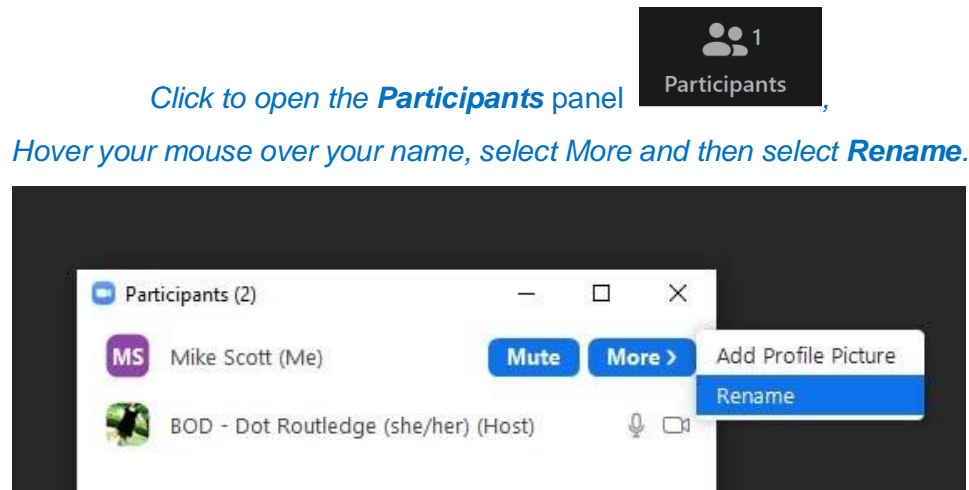 1
Participants
Click to open the Participants panel ,
Hover your mouse over your name, select More and then select Rename.
Participants (2)
MS Mike Scott (Me) Mute More > Add Profile Picture
Rename
BOD - Dot Routledge (she/her) (Host)